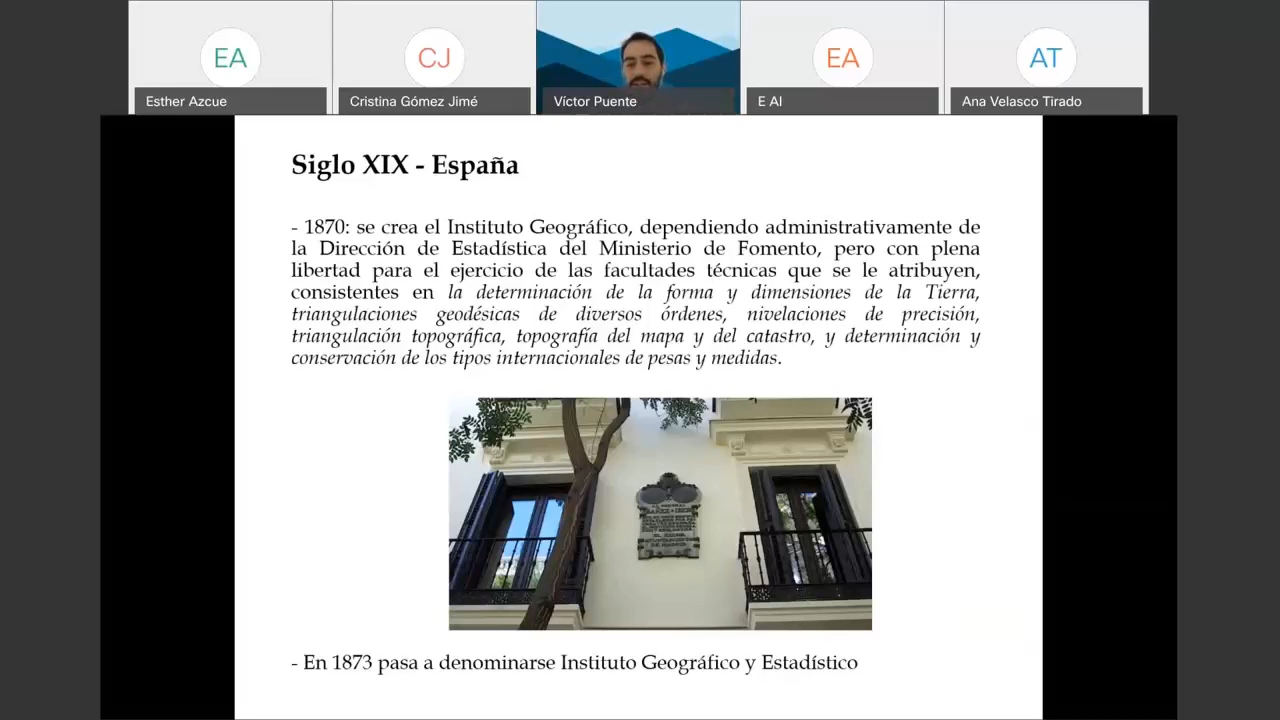 EA
CJ
EA
AT
Esther Azcue
Cristina Gómez Jimé
Víctor Puente
E Al
Ana Velasco Tirado
Siglo XIX - España
- 1870: se crea el Instituto Geográfico, dependiendo administrativamente de
la Dirección de Estadística del Ministerio de Fomento, pero con plena
libertad para el ejercicio de las facultades técnicas que se le atribuyen,
consistentes en la determinación de la forma y dimensiones de la Tierra,
triangulaciones geodésicas de diversos órdenes, nivelaciones de precisión,
triangulación topográfica, topografía del mapa y del catastro, y determinación y
conservación de los tipos internacionales de pesas y medidas.
- En 1873 pasa a denominarse Instituto Geográfico y Estadístico